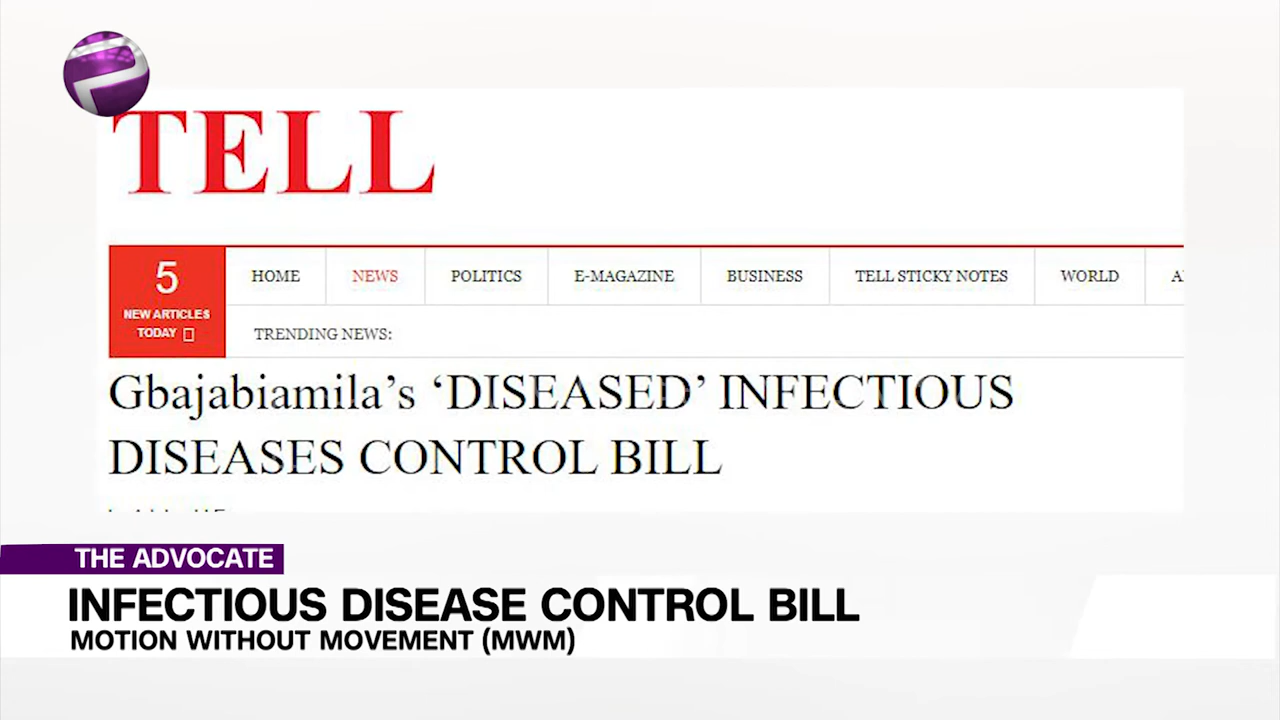 TELL
5
NEW ARTICLES
TODAY
HOME NEWS POLITICS E-MAGAZINE BUSINESS TELL STICKY NOTES WORLD
TRENDING NEWS:
Gbajabiamila’s ‘DISEASED’ INFECTIOUS
DISEASES CONTROL BILL
THE ADVOCATE
INFECTIOUS DISEASE CONTROL BILL
MOTION WITHOUT MOVEMENT (MWM)